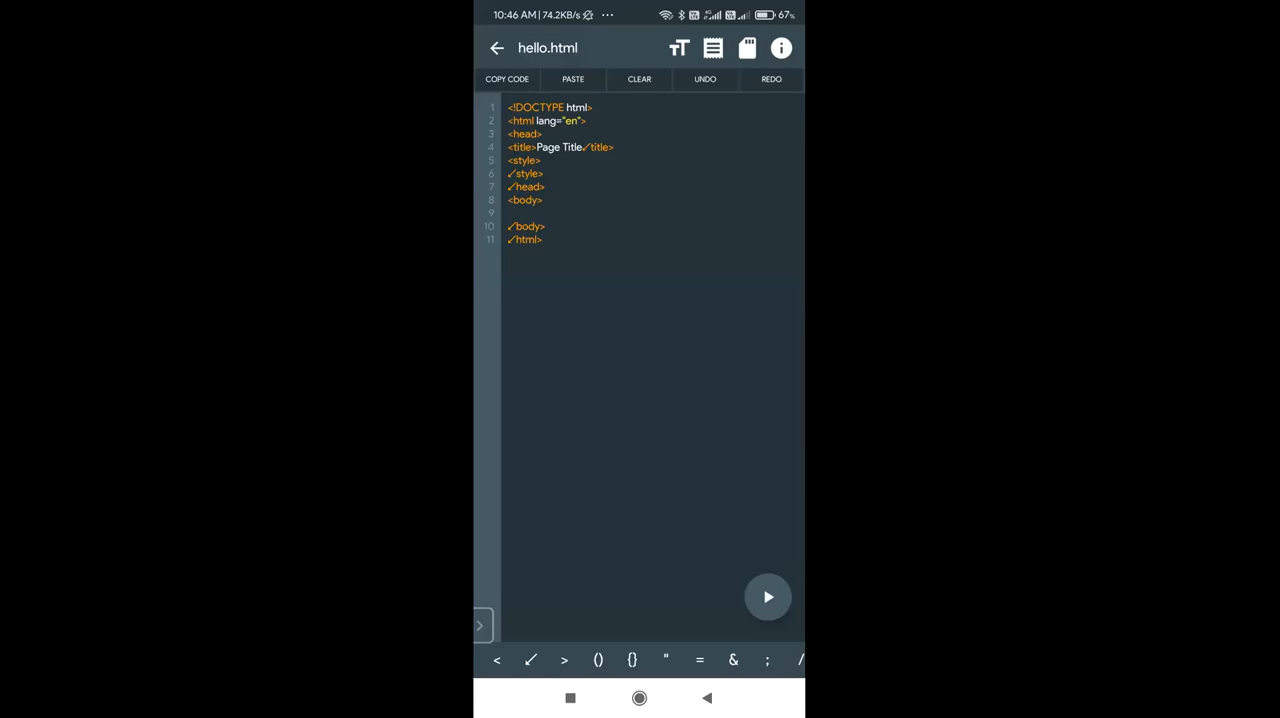 10:46 AM | 74.2KB/s ... 67%
hello.html
COPY CODE PASTE CLEAR UNDO REDO
1 <!DOCTYPE html>
2 <html lang="en">
3 <head>
4 <title>Page Title</title>
5 <style>
6 </style>
7 </head>
8 <body>
9
10 </body>
11 </html>
< </ > () {} " = & ; /